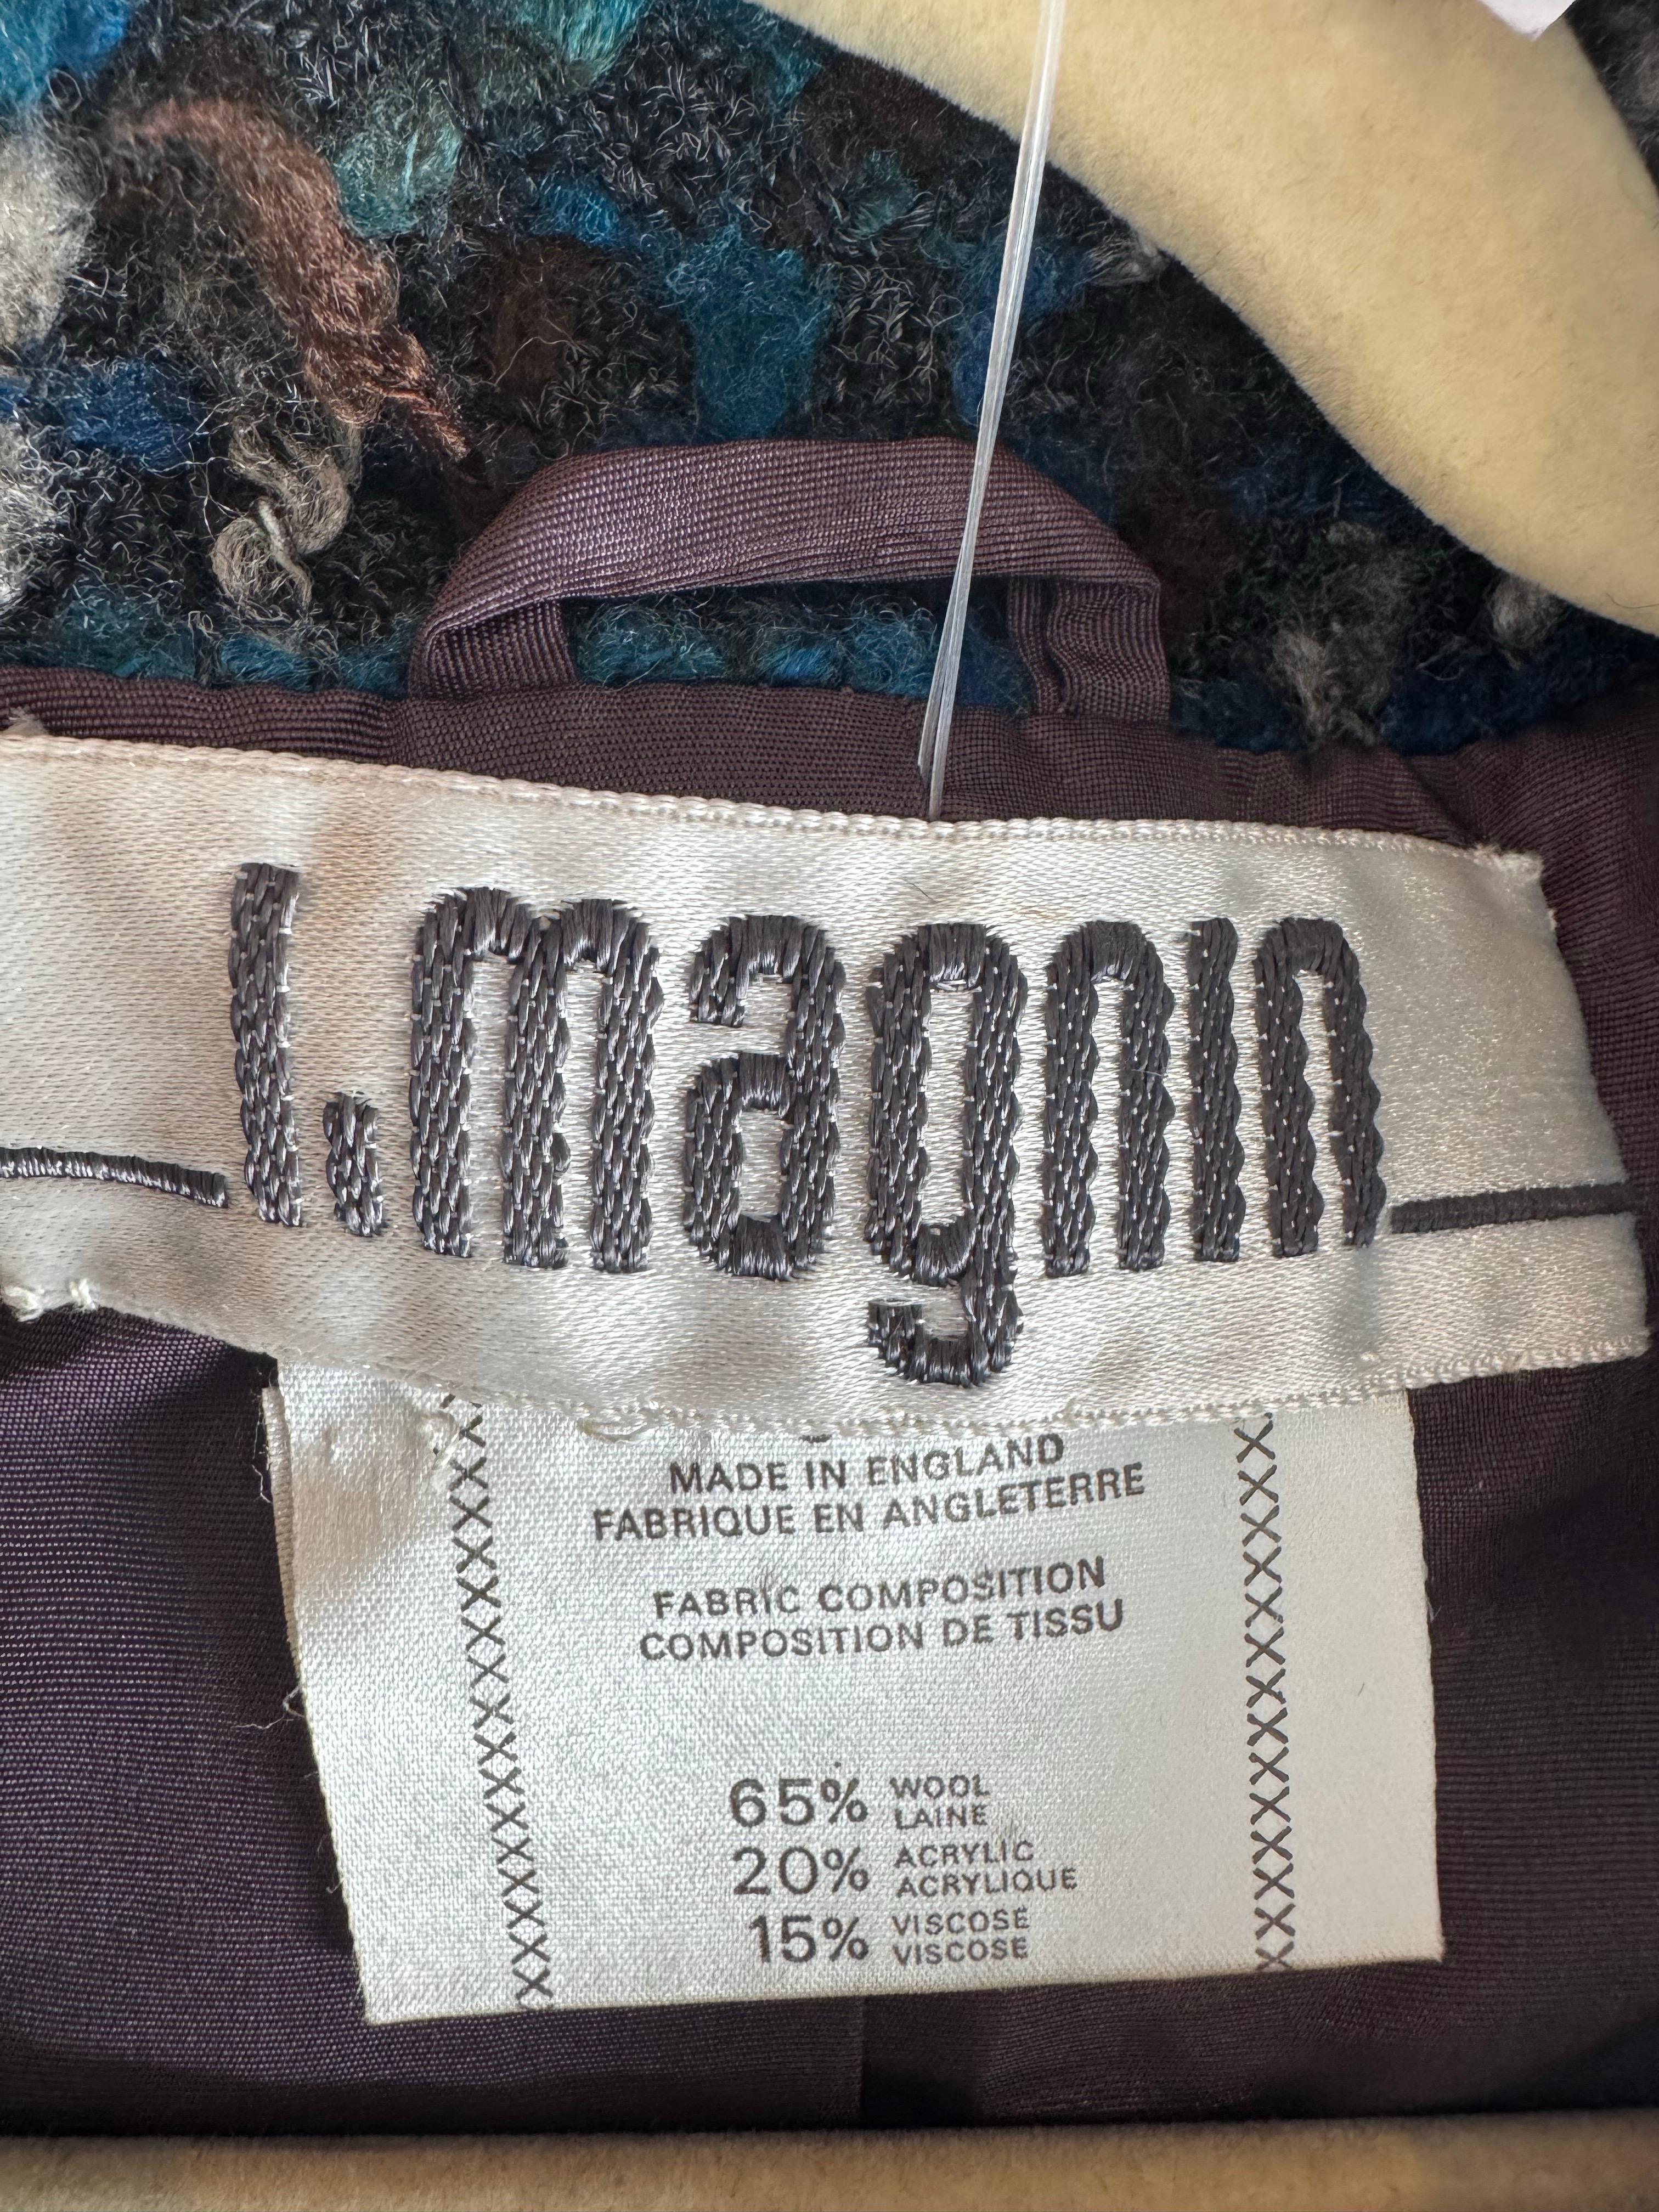 I.magnin
MADE IN ENGLAND
FABRIQUE EN ANGLETERRE
FABRIC COMPOSITION
COMPOSITION DE TISSU
65% WOOL
LAINE
20% ACRYLIC
ACRYLIQUE
15% VISCOSE
VISCOSE